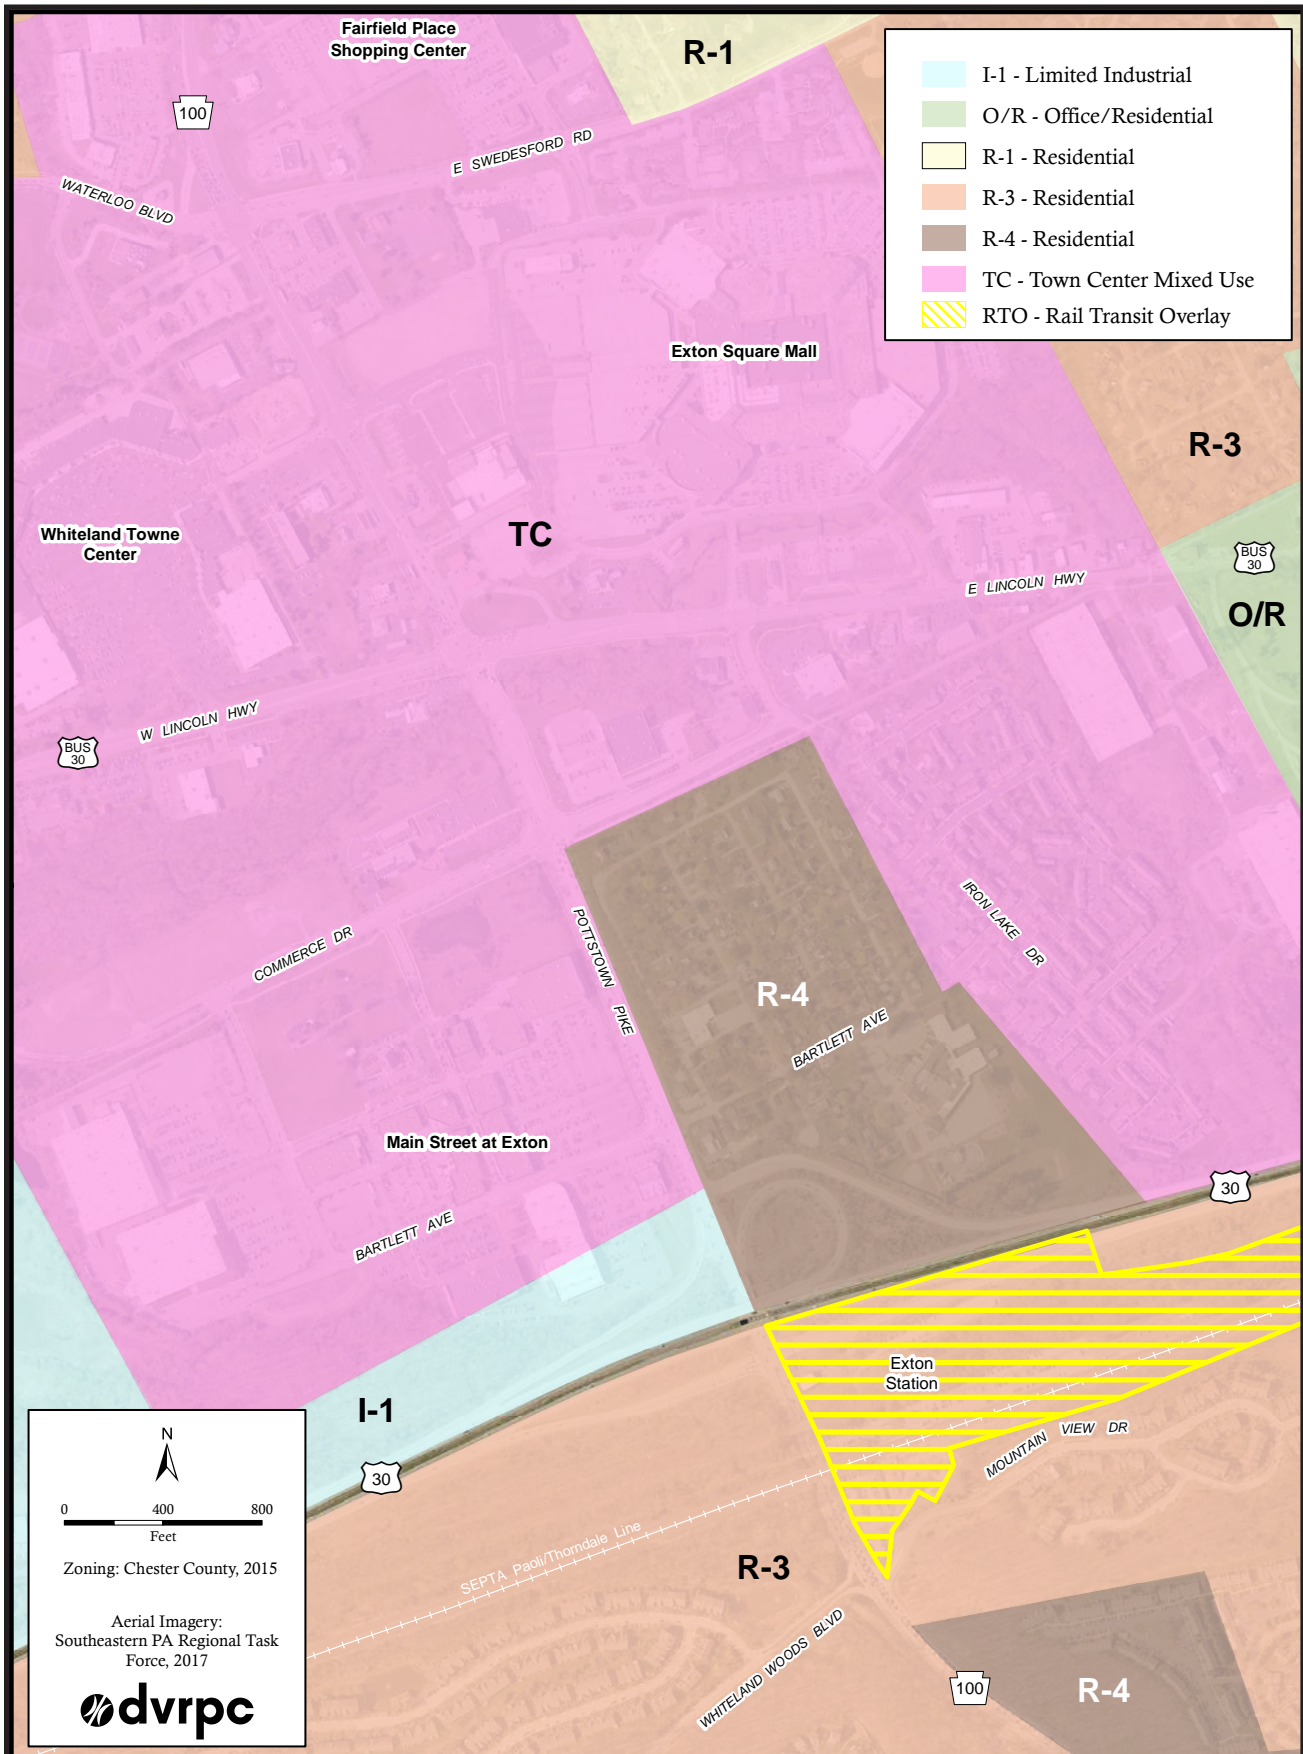 Fairfield Place
Shopping Center
R-1
100
E SWEDESFORD RD
WATERLOO BLVD
I-1 - Limited Industrial
O/R - Office/Residential
R-1 - Residential
R-3 - Residential
R-4 - Residential
TC - Town Center Mixed Use
RTO - Rail Transit Overlay
Exton Square Mall
R-3
Whiteland Towne
Center
TC
BUS
30
E LINCOLN HWY
O/R
W LINCOLN HWY
BUS
30
IRON LAKE DR
POTTSTOWN PIKE
COMMERCE DR
R-4
BARTLETT AVE
Main Street at Exton
30
BARTLETT AVE
Exton
Station
I-1
MOUNTAIN VIEW DR
30
SEPTA Paoli/Thorndale Line
R-3
WHITELAND WOODS BLVD
100
R-4
N
0 400 800
Feet
Zoning: Chester County, 2015
Aerial Imagery:
Southeastern PA Regional Task
Force, 2017
dvrpc